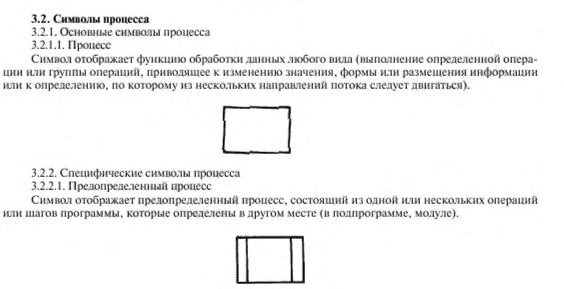 3.2. Символы процесса
3.2.1. Основные символы процесса
3.2.1.1. Процесс
Символ отображает функцию обработки данных любого вида (выполнение определенной опера-
ции или группы операций, приводящее к изменению значения, формы или размещения информации
или к определению, по которому из нескольких направлений потока следует двигаться).
3.2.2. Специфические символы процесса
3.2.2.1. Предопределенный процесс
Символ отображает предопределенный процесс, состоящий из одной или нескольких операций
или шагов программы, которые определены в другом месте (в подпрограмме, модуле).